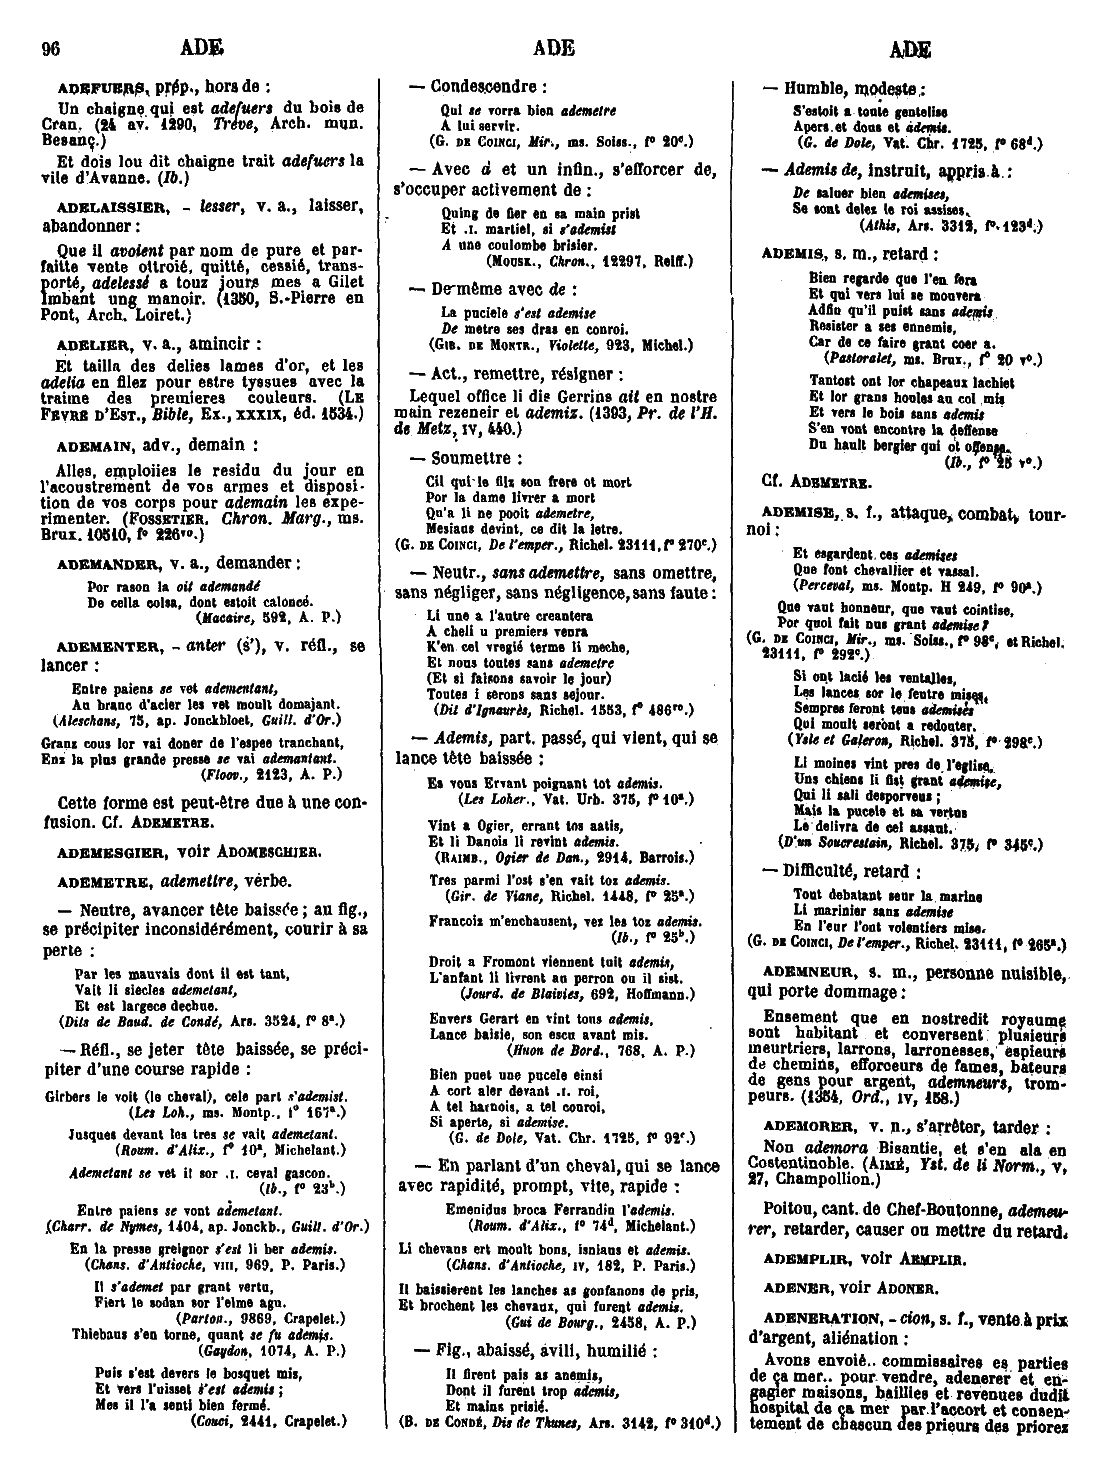 96 ADE ADE ADE
ADEFUERS, prép., hors de :
Un chaigne qui est adefuers du bois de
Cran. (24 av. 1290, Treve, Arch. mun.
Besanç.)
Et dois lou dit chaigne trait adefuers la
vile d'Avanne. (Ib.)
ADELAISSIER, - lesser, v. a., laisser,
abandonner :
Que il avoient par nom de pure et par-
faitte vente ottroié, quitté, cessié, trans-
porté, adelessé a touz jours mes a Gilet
Imbant ung manoir. (1350, S.-Pierre en
Pont, Arch. Loiret.)
ADELIER, v. a., amincir :
Et tailla des delies lames d'or, et les
adelia en filez pour estre tyssues avec la
traime des premieres couleurs. (LE
FEVRE D'EST., Bible, Ex., XXXIX, éd. 1534.)
ADEMAIN, adv., demain :
Alles, emploiies le residu du jour en
l'acoustrement de vos armes et disposi-
tion de vos corps pour ademain les expe-
rimenter. (FOSSETIER, Chron. Marg., ms.
Brux. 10510, f° 226ro.)
ADEMANDER, v. a., demander :
Por rason la oit ademandé
De cella colsa, dont estoit caloncé.
(Macaire, 592, A. P.)
ADEMENTER, - anter (s'), v. réfl., se
lancer :
Entre paiens se vet adementant,
Au branc d'acier les vet moult domajant.
(Aleschans, 75, ap. Jonckbloet, Guill. d'Or.)
Granz cous lor vai doner de l'espee tranchant,
Enz la plus grande presse se vai ademantant.
(Floov., 2123, A. P.)
Cette forme est peut-être due à une con-
fusion. Cf. ADEMETRE.
ADEMESGIER, voir ADOMESCHIER.
ADEMETRE, ademettre, verbe.
— Neutre, avancer tête baissée ; au fig.,
se précipiter inconsidérément, courir à sa
perte :
Par les mauvais dont il est tant,
Vait li siecles ademetant,
Et est largece decheue.
(Dits de Baud. de Condé, Ars. 3524, f° 8a.)
— Réfl., se jeter tête baissée, se préci-
piter d'une course rapide :
Girbers le voit (le cheval), cele part s'ademist.
(Les Loh., ms. Montp., f° 167a.)
Jusques devant les tres se vait ademetant.
(Roum. d'Alix., f° 10a, Michelant.)
Ademetant se vet il sor .I. ceval gascon.
(Ib., f° 23b.)
Entre paiens se vont ademetant.
(Charr. de Nymes, 1404, ap. Jonckb., Guill. d'Or.)
En la presse greignor s'est li ber ademis.
(Chans. d'Antioche, VIII, 969, P. Paris.)
Il s'ademet par grant vertu,
Fiert le sodan sor l'elme agu.
(Parton., 9869, Crapelet.)
Thiebaus s'en torne, quant se fu ademis.
(Gaydon, 1074, A. P.)
Puis s'est devers le bosquet mis,
Et vers l'uisset s'est ademis ;
Mes il l'a senti bien fermé.
(Couci, 2441, Crapelet.)
— Condescendre :
Qui se vorra bien ademetre
A lui servir.
(G. DE COINCI, Mir., ms. Soiss., f° 20c.)
— Avec à et un infin., s'efforcer de,
s'occuper activement de :
Quing de fier en sa main prist
Et .I. martiel, si s'ademist
A une coulombe brisier.
(MOUSK., Chron., 12297, Reiff.)
— De même avec de :
La puciele s'est ademise
De metre ses dras en conroi.
(GIB. DE MONTR., Violette, 923, Michel.)
— Act., remettre, résigner :
Lequel office li dis Gerrins ait en nostre
main rezeneir et ademiz. (1393, Pr. de l'H.
de Metz, IV, 440.)
— Soumettre :
Cil qui le filz son frere ot mort
Por la dame livrer a mort
Qu'a li ne pooit ademetre,
Mesiaus devint, ce dit la letre.
(G. DE COINCI, De l'emper., Richel. 23111, f° 270c.)
— Neutr., sans ademettre, sans omettre,
sans négliger, sans négligence, sans faute :
Li une a l'autre creantera
A cheli u premiers venra
K'en cel vregié terme li meche,
Et nous toutes sans ademetre
(Et si faisons savoir le jour)
Toutes i serons sans sejour.
(Dit d'Ignaurès, Richel. 1553, f° 486ro.)
— Ademis, part. passé, qui vient, qui se
lance tête baissée :
Es vous Ervant poignant tot ademis.
(Les Loher., Vat. Urb. 375, f° 10a.)
Vint a Ogier, errant tos aatis,
Et li Danois li revint ademis.
(RAIMB., Ogier de Dan., 2914, Barrois.)
Tres parmi l'ost s'en vait toz ademis.
(Gir. de Viane, Richel. 1448, f° 25a.)
Francois m'enchausent, vez les toz ademis.
(Ib., f° 25b.)
Droit a Fromont viennent tuit ademis,
L'anfant li livrent au perron ou il sist.
(Jourd. de Blaivies, 692, Hoffmann.)
Envers Gerart en vint tous ademis,
Lance baisie, son escu avant mis.
(Huon de Bord., 768, A. P.)
Bien puet une pucele einsi
A cort aler devant .I. roi,
A tel harnois, a tel conroi,
Si aperte, si ademise.
(G. de Dole, Vat. Chr. 1725, f° 92c.)
— En parlant d'un cheval, qui se lance
avec rapidité, prompt, vite, rapide :
Emenidus broca Ferrandin l'ademis.
(Roum. d'Alix., f° 74d, Michelant.)
Li chevaus ert moult bons, isniaus et ademis.
(Chans. d'Antioche, IV, 182, P. Paris.)
Il baissierent les lanches as gonfanons de pris,
Et brochent les chevaux, qui furent ademis.
(Gui de Bourg., 2458, A. P.)
— Fig., abaissé, avili, humilié :
Il firent pais as anemis,
Dont il furent trop ademis,
Et mains prisié.
(B. DE CONDÉ, Dis de Thunes, Ars. 3142, f° 310d.)
— Humble, modeste :
S'estoit a toute gentelise
Apers et dous et ademis.
(G. de Dole, Vat. Chr. 1725, f° 68d.)
— Ademis de, instruit, appris à :
De saluer bien ademises,
Se sont delez le roi assises.
(Athis, Ars. 3312, f° 123d.)
ADEMIS, s. m., retard :
Bien regarde que l'en fera
Et qui vers lui se mouvera
Adfin qu'il puist sans ademis
Resister a ses ennemis,
Car de ce faire grant coer a.
(Pastoralet, ms. Brux., f° 20 vo.)
Tantost ont lor chapeaux lachiet
Et lor grans houles au col mis
Et vers le bois sans ademis
S'en vont encontre la deffense
Du hault bergier qui ot offense.
(Ib., f° 25 vo.)
Cf. ADEMETRE.
ADEMISE, s. f., attaque, combat, tour-
noi :
Et esgardent ces ademises
Que font chevallier et vassal.
(Perceval, ms. Montp. H 249, f° 90a.)
Que vaut honneur, que vaut cointise,
Por quoi fait nus grant ademise ?
(G. DE COINCI, Mir., ms. Soiss., f° 98c, et Richel.
23111, f° 292c.)
Si ont lacié les ventailles,
Les lances sor le feutre mises,
Sempres feront teus ademises
Qui moult seront a redouter.
(Ysle et Galeron, Richel. 375, f° 298c.)
Li moines vint pres de l'eglise,
Uns chiens li fist grant ademise,
Qui li sali desporveus ;
Mais la pucele et sa vertus
Le delivra de cel assaut.
(D'un Soucrestain, Richel. 375, f° 345c.)
— Difficulté, retard :
Tout debatant seur la marine
Li marinier sanz ademise
En l'eur l'ont volentiers mise.
(G. DE COINCI, De l'emper., Richel. 23111, f° 265a.)
ADEMNEUR, s. m., personne nuisible,
qui porte dommage :
Ensement que en nostredit royaume
sont habitant et conversent plusieurs
meurtriers, larrons, larronesses, espieurs
de chemins, efforceurs de fames, bateurs
de gens pour argent, ademneurs, trom-
peurs. (1354, Ord., IV, 158.)
ADEMORER, v. n., s'arrêter, tarder :
Non ademora Bisantie, et s'en ala en
Costentinoble. (AIMÉ, Yst. de li Norm., V,
27, Champollion.)
Poitou, cant. de Chef-Boutonne, ademeu-
rer, retarder, causer ou mettre du retard.
ADEMPLIR, voir AEMPLIR.
ADENER, voir ADONER.
ADENERATION, - cion, s. f., vente à prix
d'argent, aliénation :
Avons envoié.. commissaires es parties
de ça mer.. pour vendre, adenerer et en-
gagier maisons, baillies et revenues dudit
hospital de ça mer par l'accort et consen-
tement de chascun des prieurs des priorez